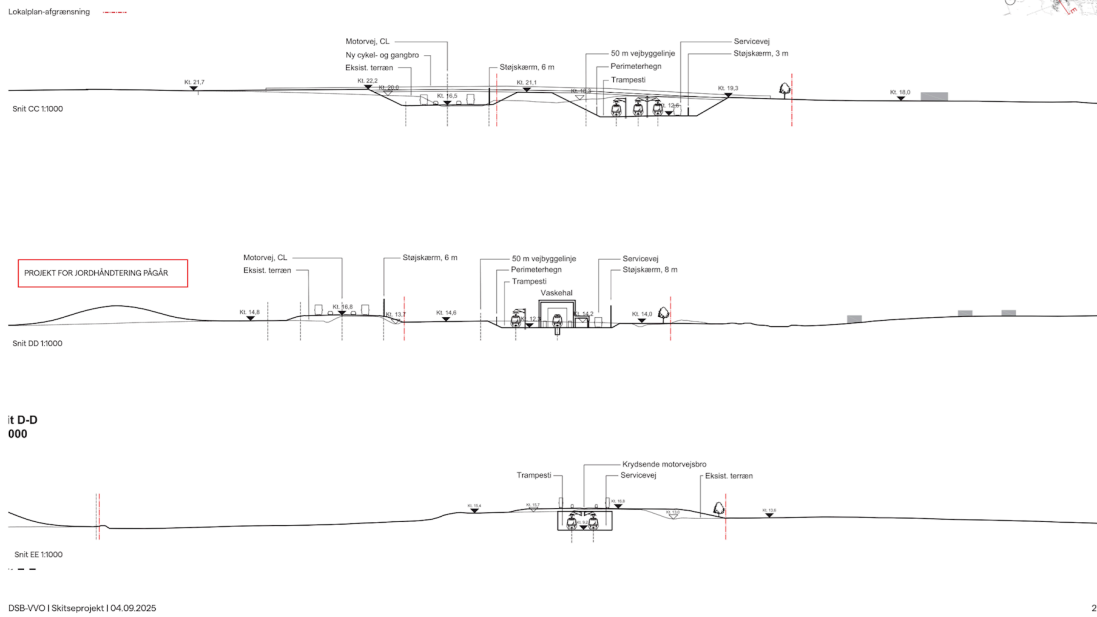 Lokalplan-afgrænsning
E
Motorvej, CL
Ny cykel- og gangbro
Eksist. terræn
Støjskærm, 6 m
50 m vejbyggelinje
Perimeterhegn
Trampesti
Servicevej
Støjskærm, 3 m
Kt. 21,7
Kt. 22,2
Kt. 20,0
Kt. 16,5
Kt. 21,1
Kt. 12,6
Kt. 19,3
Kt. 18,0
Snit CC 1:1000
PROJEKT FOR JORDHÅNDTERING PÅGÅR
Motorvej, CL
Eksist. terræn
Støjskærm, 6 m
50 m vejbyggelinje
Perimeterhegn
Trampesti
Vaskehal
Servicevej
Støjskærm, 8 m
Kt. 14,8
Kt. 16,8
Kt. 13,7
Kt. 14,6
Kt. 14,2
Kt. 14,0
Snit DD 1:1000
it D-D
000
Krydsende motorvejsbro
Trampesti
Servicevej
Eksist. terræn
Snit EE 1:1000
DSB-VVO | Skitseprojekt | 04.09.2025
2